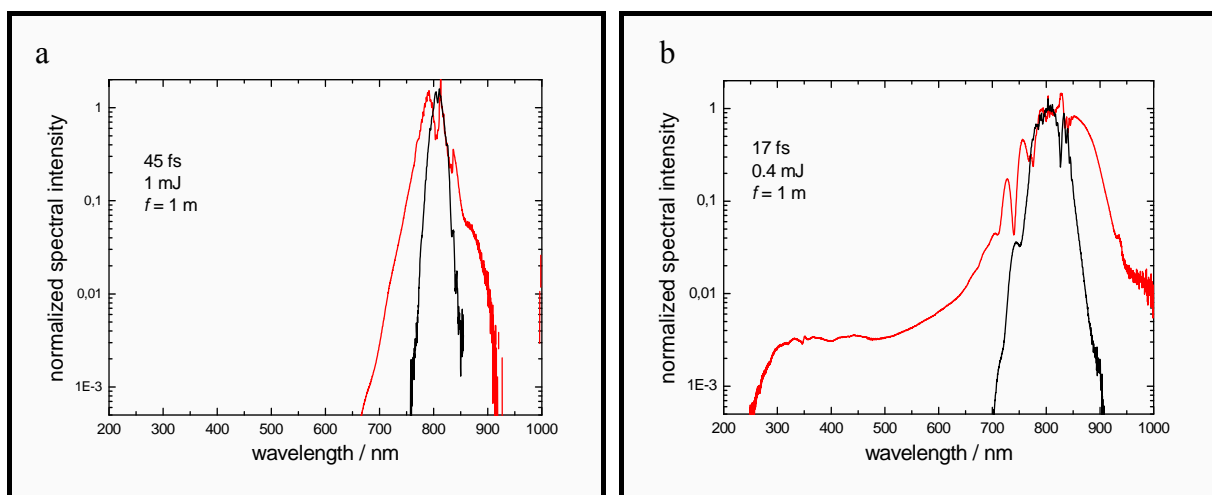 a
normalized spectral intensity
1
0,1
0,01
1E-3
45 fs
1 mJ
f = 1 m
200 300 400 500 600 700 800 900 1000
wavelength / nm
b
normalized spectral intensity
1
0,1
0,01
1E-3
17 fs
0.4 mJ
f = 1 m
200 300 400 500 600 700 800 900 1000
wavelength / nm